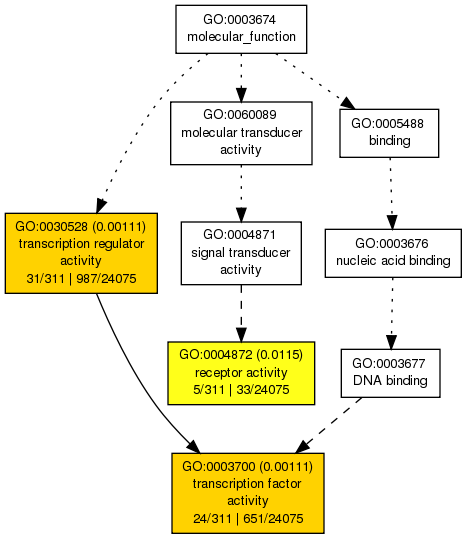 GO:0003674
molecular_function
GO:0060089
molecular transducer
activity
GO:0005488
binding
GO:0030528 (0.00111)
transcription regulator
activity
31/311 | 987/24075
GO:0004871
signal transducer
activity
GO:0003676
nucleic acid binding
GO:0004872 (0.0115)
receptor activity
5/311 | 33/24075
GO:0003677
DNA binding
GO:0003700 (0.00111)
transcription factor
activity
24/311 | 651/24075